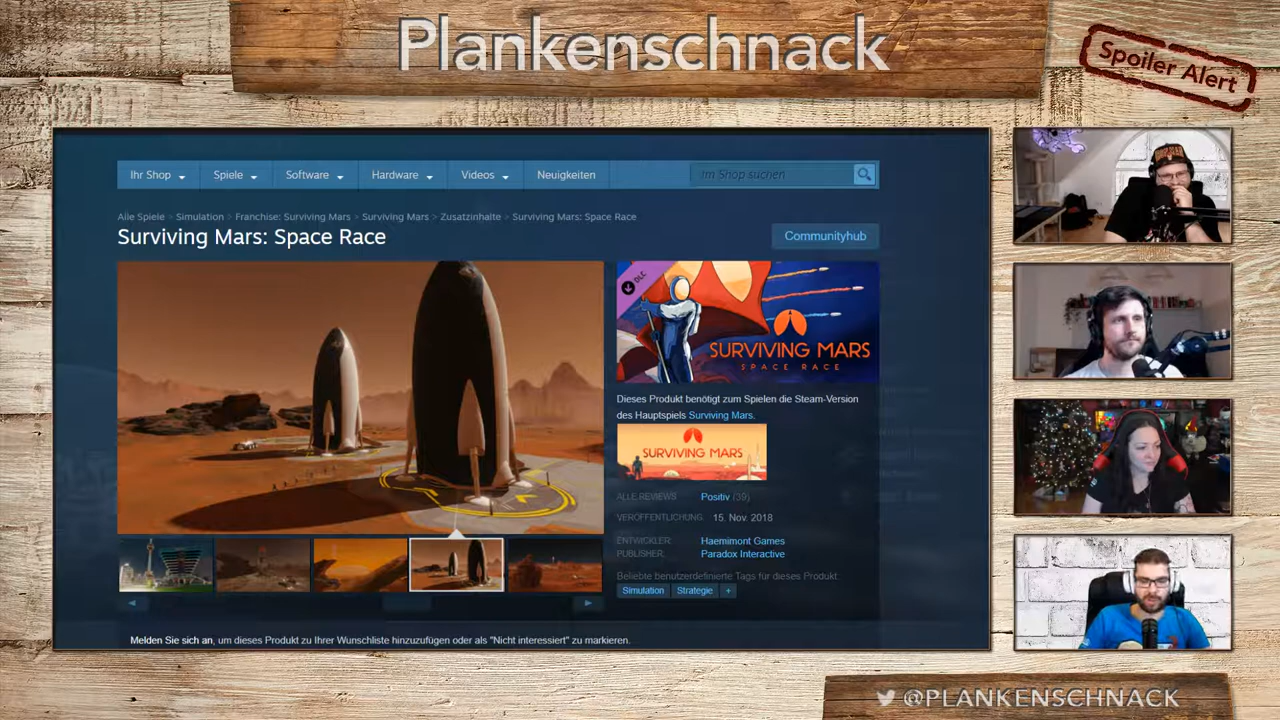 Plankenschnack
Spoiler Alert
Ihr Shop
Spiele
Software
Hardware
Videos
Neuigkeiten
Im Shop suchen
Alle Spiele > Simulation > Franchise: Surviving Mars > Surviving Mars > Zusatzinhalte > Surviving Mars: Space Race
Surviving Mars: Space Race
Communityhub
DLC
SURVIVING MARS
SPACE RACE
Dieses Produkt benötigt zum Spielen die Steam-Version
des Hauptspiels Surviving Mars.
SURVIVING MARS
ALLE REVIEWS Positiv (39)
VERÖFFENTLICHUNG 15. Nov. 2018
ENTWICKLER: Haemimont Games
PUBLISHER: Paradox Interactive
Beliebte benutzerdefinierte Tags für dieses Produkt:
Simulation Strategie +
Melden Sie sich an, um dieses Produkt zu Ihrer Wunschliste hinzuzufügen oder als "Nicht interessiert" zu markieren.
@PLANKENSCHNACK